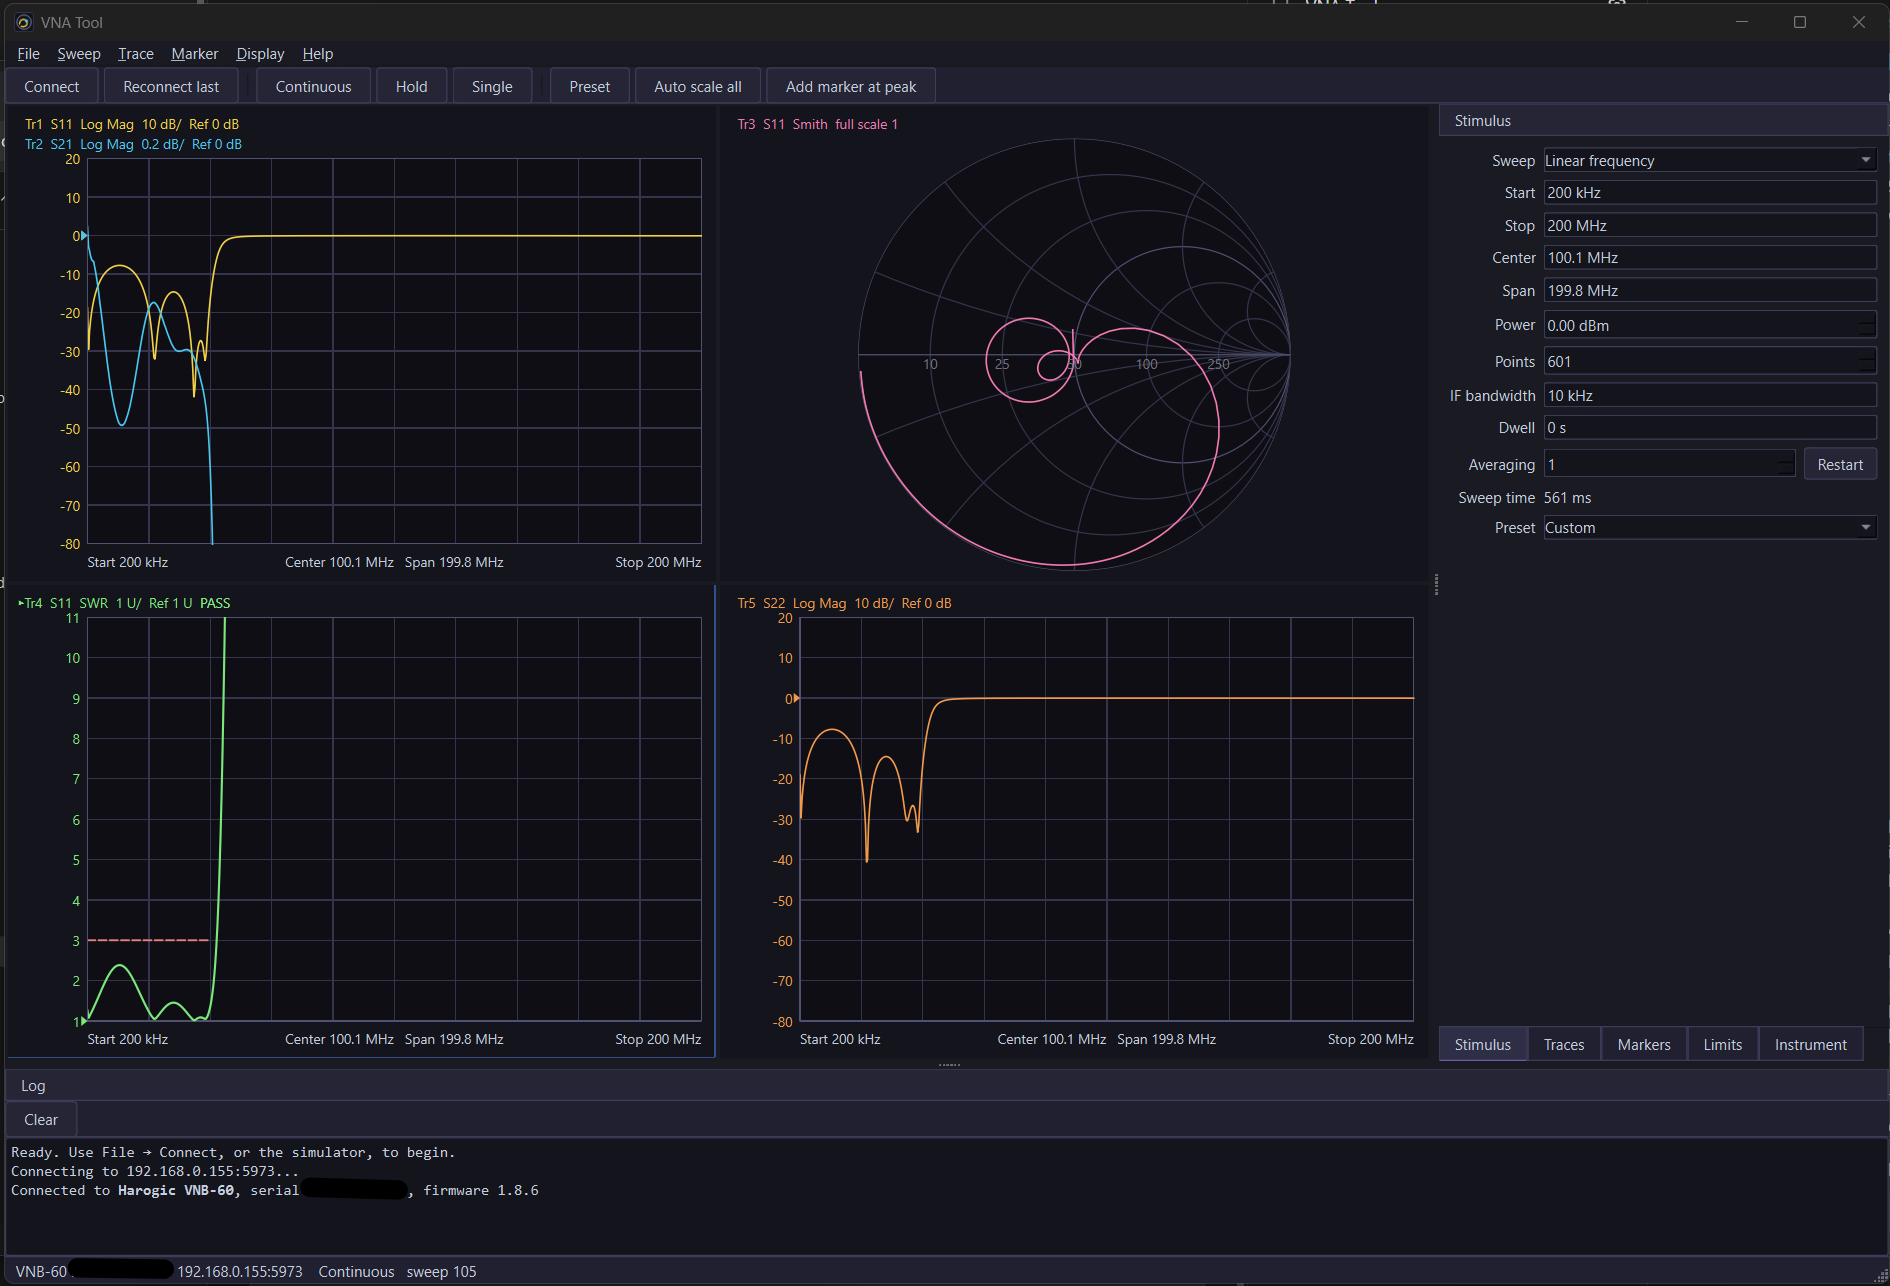 VNA Tool
File Sweep Trace Marker Display Help
Connect Reconnect last Continuous Hold Single Preset Auto scale all Add marker at peak
Tr1 S11 Log Mag 10 dB/ Ref 0 dB
Tr2 S21 Log Mag 0.2 dB/ Ref 0 dB
20
10
0
-10
-20
-30
-40
-50
-60
-70
-80
Start 200 kHz Center 100.1 MHz Span 199.8 MHz Stop 200 MHz
Tr3 S11 Smith full scale 1
10 25 50 100 250
►Tr4 S11 SWR 1 U/ Ref 1 U PASS
11
10
9
8
7
6
5
4
3
2
1
Start 200 kHz Center 100.1 MHz Span 199.8 MHz Stop 200 MHz
Tr5 S22 Log Mag 10 dB/ Ref 0 dB
20
10
0
-10
-20
-30
-40
-50
-60
-70
-80
Start 200 kHz Center 100.1 MHz Span 199.8 MHz Stop 200 MHz
Stimulus
Sweep Linear frequency
Start 200 kHz
Stop 200 MHz
Center 100.1 MHz
Span 199.8 MHz
Power 0.00 dBm
Points 601
IF bandwidth 10 kHz
Dwell 0 s
Averaging 1 Restart
Sweep time 561 ms
Preset Custom
Stimulus Traces Markers Limits Instrument
Log
Clear
Ready. Use File → Connect, or the simulator, to begin.
Connecting to 192.168.0.155:5973...
Connected to Harogic VNB-60, serial , firmware 1.8.6
VNB-60 192.168.0.155:5973 Continuous sweep 105